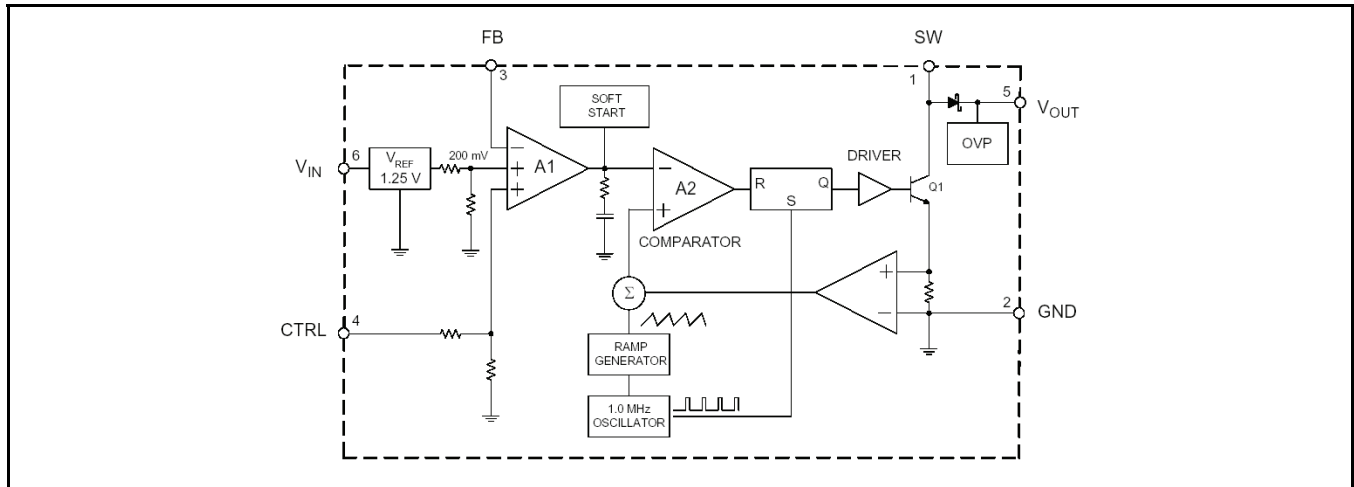 FB
SW
3
1
SOFT
START
5
VOUT
OVP
VIN
6
VREF
1.25 V
200 mV
−
+
+
A1
−
A2
+
COMPARATOR
R
Q
S
DRIVER
Q1
Σ
+
−
2
GND
CTRL
4
RAMP
GENERATOR
1.0 MHz
OSCILLATOR